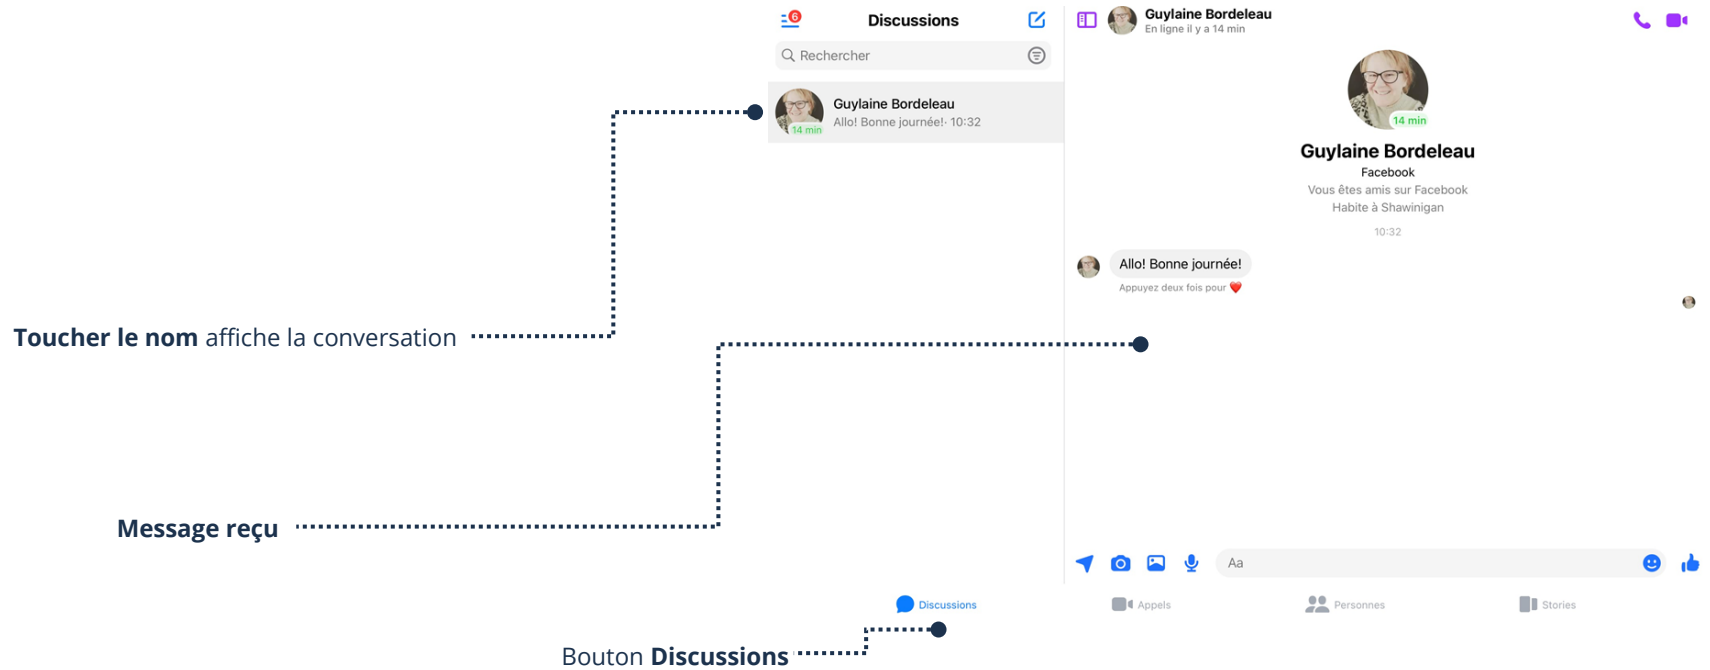 6
Discussions
Rechercher
Guylaine Bordeleau
Allo! Bonne journée!· 10:32
14 min
Guylaine Bordeleau
En ligne il y a 14 min
14 min
Guylaine Bordeleau
Facebook
Vous êtes amis sur Facebook
Habite à Shawinigan
10:32
Allo! Bonne journée!
Appuyez deux fois pour ❤️
Toucher le nom affiche la conversation
Message reçu
Aa
Discussions
Appels
Personnes
Stories
Bouton Discussions